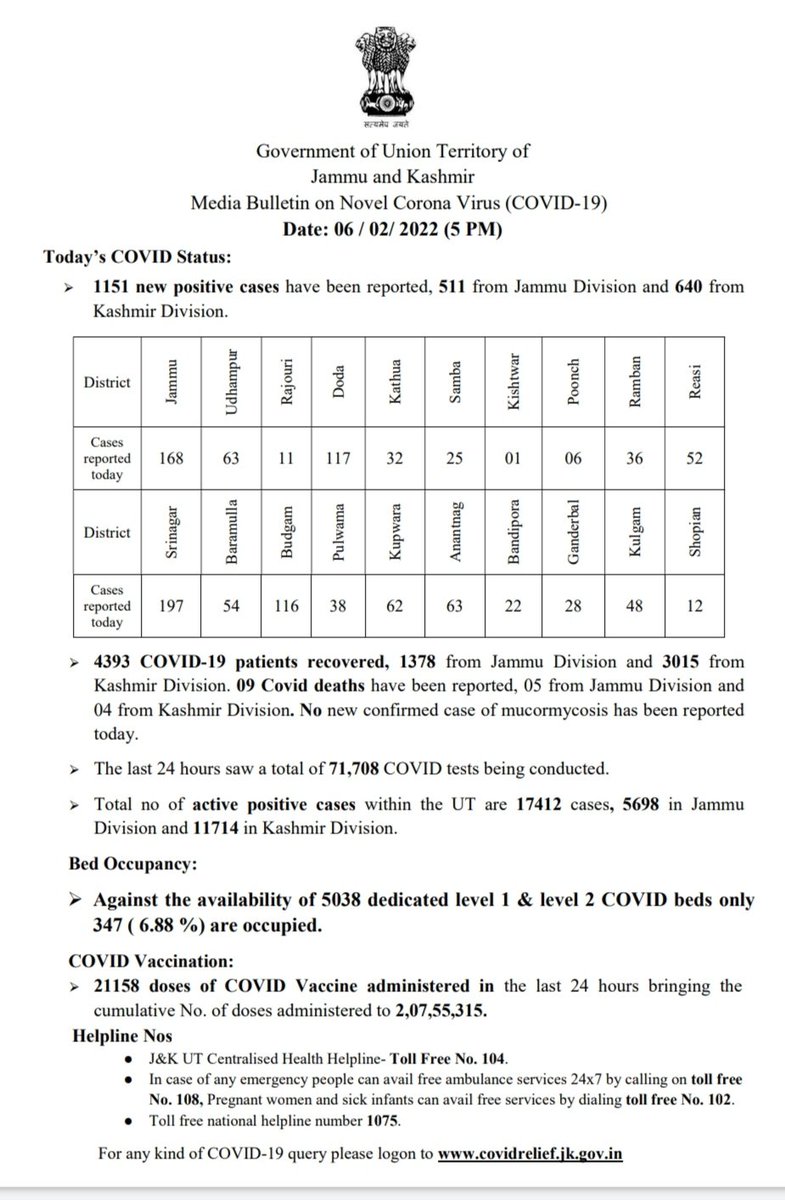 सत्यमेव जयते
Government of Union Territory of
Jammu and Kashmir
Media Bulletin on Novel Corona Virus (COVID-19)
Date: 06 / 02/ 2022 (5 PM)
Today’s COVID Status:
➢ 1151 new positive cases have been reported, 511 from Jammu Division and 640 from
Kashmir Division.
District Jammu Udhampur Rajouri Doda Kathua Samba Kishtwar Poonch Ramban Reasi
Cases
reported
today 168 63 11 117 32 25 01 06 36 52
District Srinagar Baramulla Budgam Pulwama Kupwara Anantnag Bandipora Ganderbal Kulgam Shopian
Cases
reported
today 197 54 116 38 62 63 22 28 48 12
➢ 4393 COVID-19 patients recovered, 1378 from Jammu Division and 3015 from
Kashmir Division. 09 Covid deaths have been reported, 05 from Jammu Division and
04 from Kashmir Division. No new confirmed case of mucormycosis has been reported
today.
➢ The last 24 hours saw a total of 71,708 COVID tests being conducted.
➢ Total no of active positive cases within the UT are 17412 cases, 5698 in Jammu
Division and 11714 in Kashmir Division.
Bed Occupancy:
➢ Against the availability of 5038 dedicated level 1 & level 2 COVID beds only
347 ( 6.88 %) are occupied.
COVID Vaccination:
➢ 21158 doses of COVID Vaccine administered in the last 24 hours bringing the
cumulative No. of doses administered to 2,07,55,315.
Helpline Nos
● J&K UT Centralised Health Helpline- Toll Free No. 104.
● In case of any emergency people can avail free ambulance services 24x7 by calling on toll free
No. 108, Pregnant women and sick infants can avail free services by dialing toll free No. 102.
● Toll free national helpline number 1075.
For any kind of COVID-19 query please logon to www.covidrelief.jk.gov.in